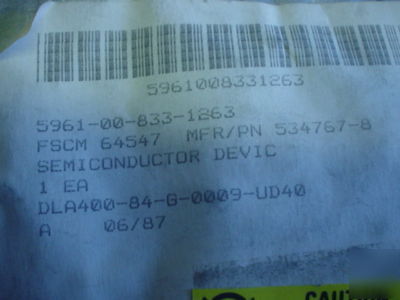 5961008331263
5961-00-833-1263
FSCM 64547 MFR/PN 534767-8
SEMICONDUCTOR DEVIC
1 EA
DLA400-84-G-0009-UD40
A 06/87